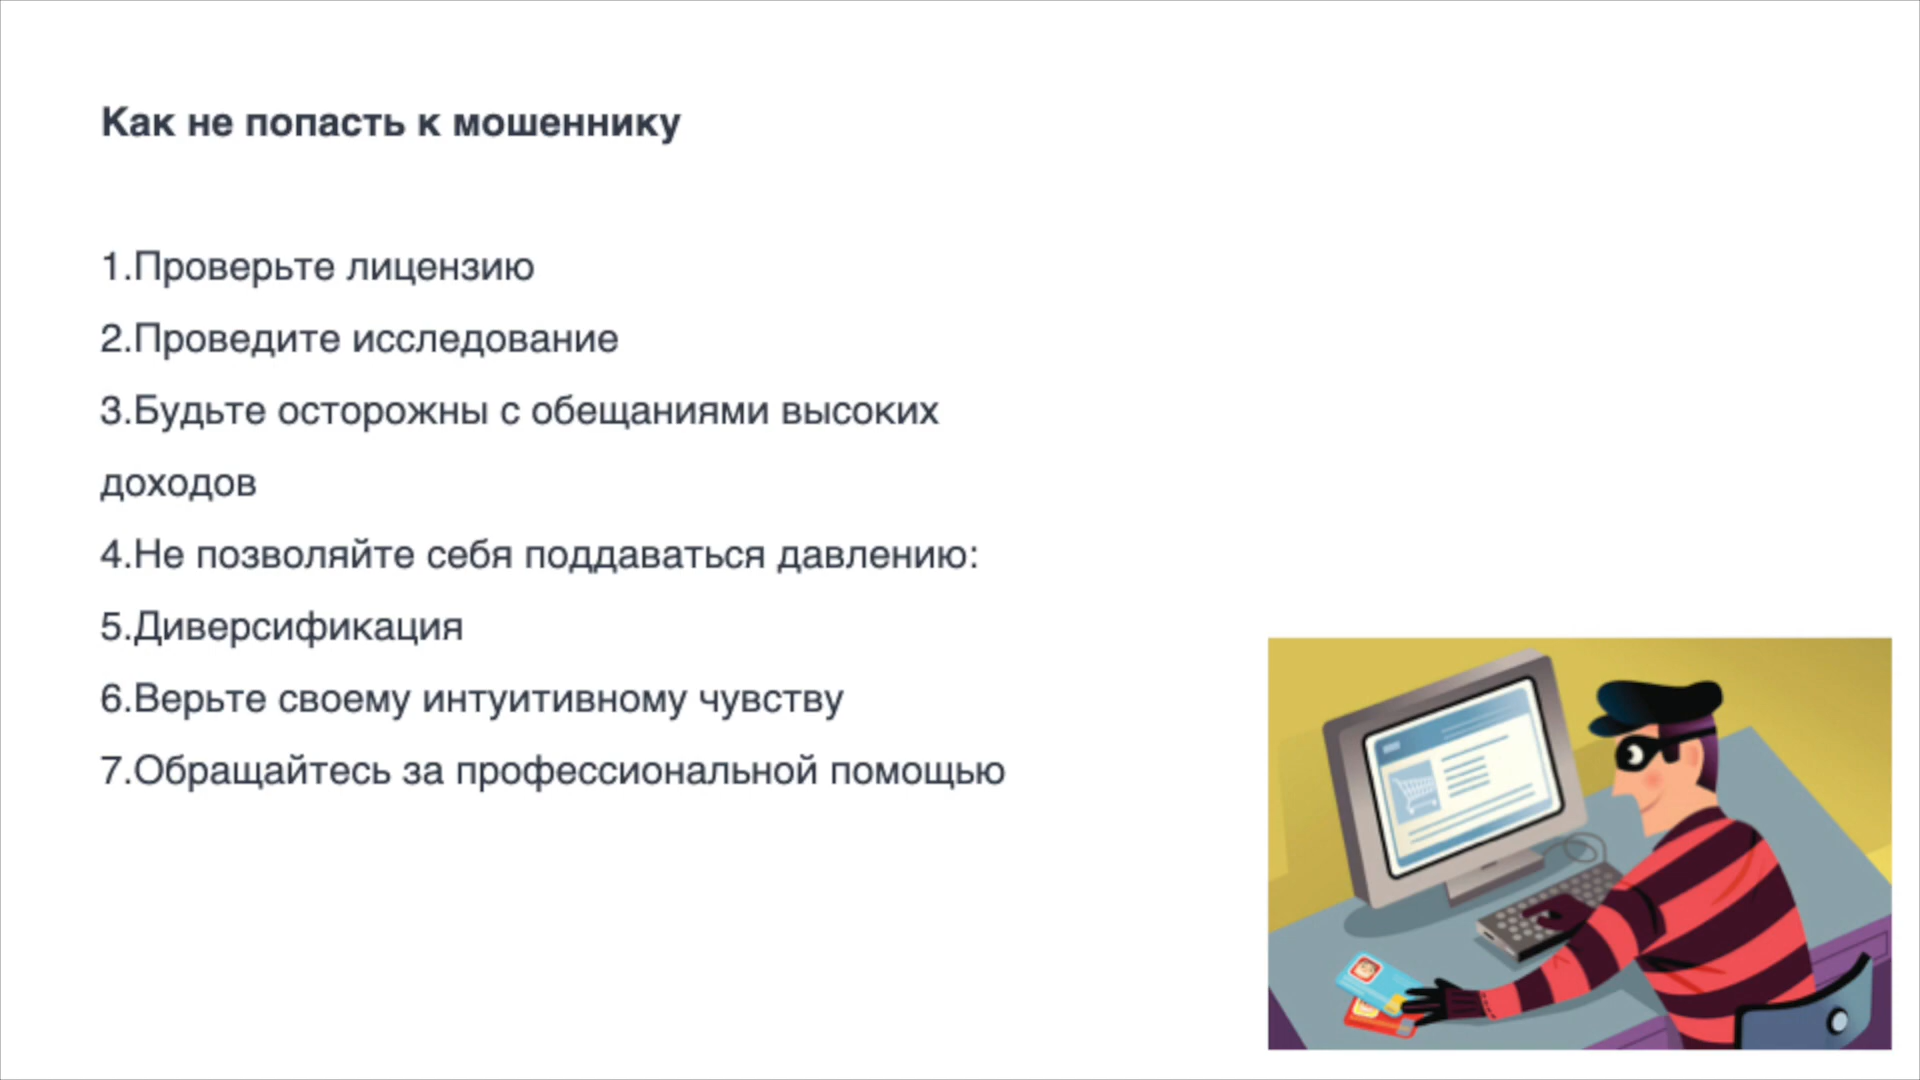 Как не попасть к мошеннику
1.Проверьте лицензию
2.Проведите исследование
3.Будьте осторожны с обещаниями высоких
доходов
4.Не позволяйте себя поддаваться давлению:
5.Диверсификация
6.Верьте своему интуитивному чувству
7.Обращайтесь за профессиональной помощью